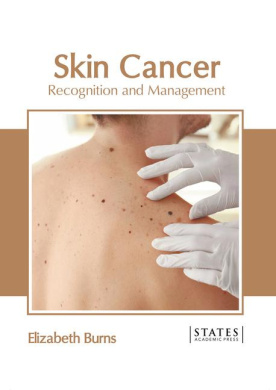 Skin Cancer
Recognition and Management
Elizabeth Burns
STATES
ACADEMIC PRESS